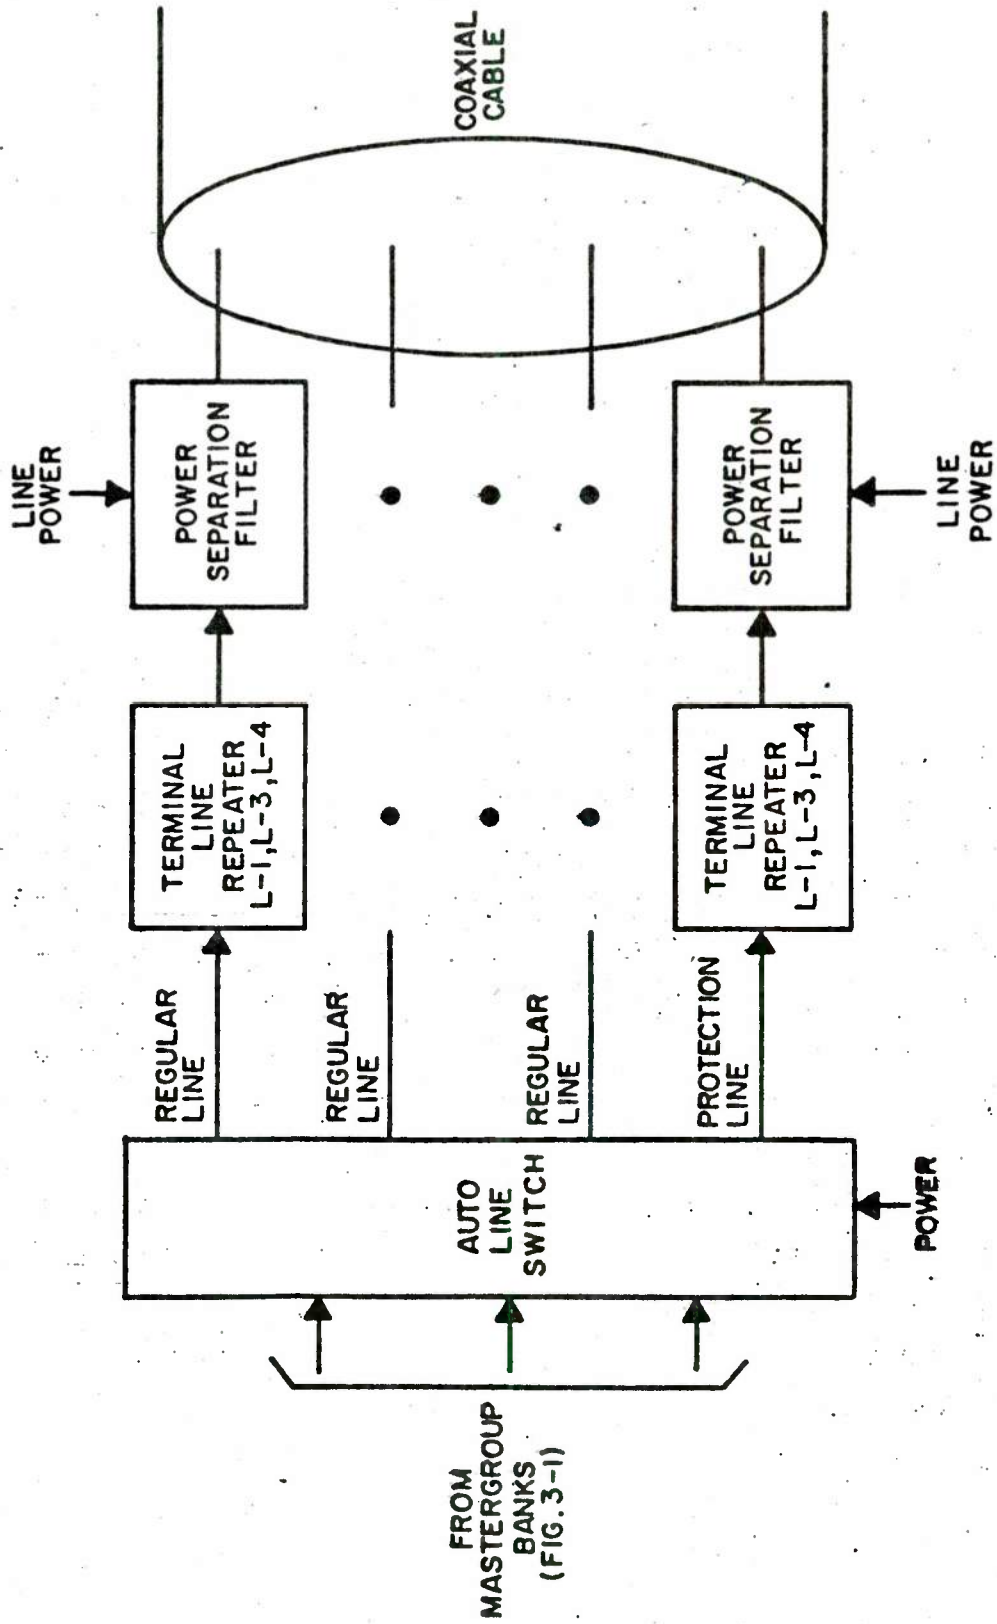 FROM
MASTERGROUP
BANKS
(FIG. 3-1)
AUTO
LINE
SWITCH
POWER
REGULAR
LINE
REGULAR
LINE
REGULAR
LINE
PROTECTION
LINE
TERMINAL
LINE
REPEATER
L-1, L-3, L-4
TERMINAL
LINE
REPEATER
L-1, L-3, L-4
LINE
POWER
POWER
SEPARATION
FILTER
POWER
SEPARATION
FILTER
LINE
POWER
COAXIAL
CABLE